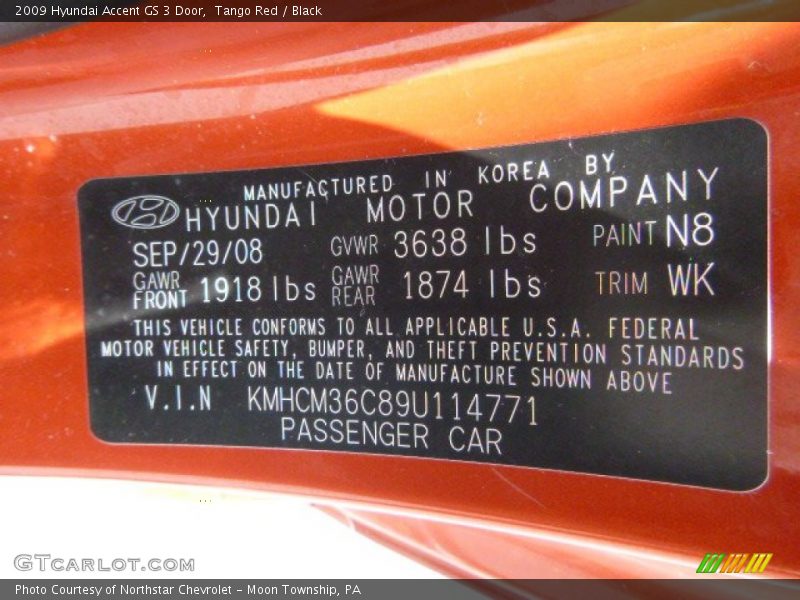 2009 Hyundai Accent GS 3 Door,  Tango Red / Black
MANUFACTURED IN KOREA BY
HYUNDAI MOTOR COMPANY
SEP/29/08 GVWR 3638 lbs PAINT N8
GAWR FRONT 1918 lbs GAWR REAR 1874 lbs TRIM WK
THIS VEHICLE CONFORMS TO ALL APPLICABLE U.S.A. FEDERAL
MOTOR VEHICLE SAFETY, BUMPER, AND THEFT PREVENTION STANDARDS
IN EFFECT ON THE DATE OF MANUFACTURE SHOWN ABOVE
V.I.N KMHCM36C89U114771
PASSENGER CAR
GTCarLot.com
Photo Courtesy of Northstar Chevrolet - Moon Township, PA